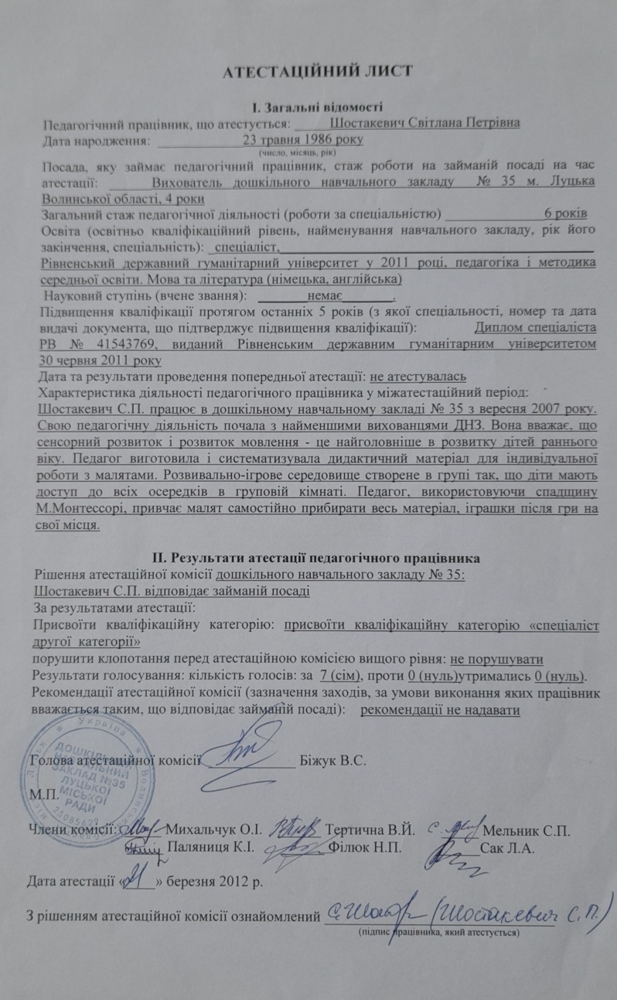 АТЕСТАЦІЙНИЙ ЛИСТ
І. Загальні відомості
Педагогічний працівник, що атестується: Шостакевич Світлана Петрівна
Дата народження: 23 травня 1986 року
(число, місяць, рік)
Посада, яку займає педагогічний працівник, стаж роботи на займаній посаді на час
атестації: Вихователь дошкільного навчального закладу № 35 м. Луцька
Волинської області, 4 роки
Загальний стаж педагогічної діяльності (роботи за спеціальністю) 6 років
Освіта (освітньо кваліфікаційний рівень, найменування навчального закладу, рік його
закінчення, спеціальність): спеціаліст,
Рівненський державний гуманітарний університет у 2011 році, педагогіка і методика
середньої освіти. Мова та література (німецька, англійська)
Науковий ступінь (вчене звання): немає .
Підвищення кваліфікації протягом останніх 5 років (з якої спеціальності, номер та дата
видачі документа, що підтверджує підвищення кваліфікації): Диплом спеціаліста
РВ № 41543769, виданий Рівненським державним гуманітарним університетом
30 червня 2011 року
Дата та результати проведення попередньої атестації: не атестувалась
Характеристика діяльності педагогічного працівника у міжатестаційний період:
Шостакевич С.П. працює в дошкільному навчальному закладі № 35 з вересня 2007 року.
Свою педагогічну діяльність почала з найменшими вихованцями ДНЗ. Вона вважає, що
сенсорний розвиток і розвиток мовлення - це найголовніше в розвитку дітей раннього
віку. Педагог виготовила і систематизувала дидактичний матеріал для індивідуальної
роботи з малятами. Розвивально-ігрове середовище створене в групі так, що діти мають
доступ до всіх осередків в груповій кімнаті. Педагог, використовуючи спадщину
М.Монтессорі, привчає малят самостійно прибирати весь матеріал, іграшки після гри на
свої місця.
ІІ. Результати атестації педагогічного працівника
Рішення атестаційної комісії дошкільного навчального закладу № 35:
Шостакевич С.П. відповідає займаній посаді
За результатами атестації:
Присвоїти кваліфікаційну категорію: присвоїти кваліфікаційну категорію «спеціаліст
другої категорії»
порушити клопотання перед атестаційною комісією вищого рівня: не порушувати
Результати голосування: кількість голосів: за 7 (сім), проти 0 (нуль)утримались 0 (нуль).
Рекомендації атестаційної комісії (зазначення заходів, за умови виконання яких працівник
вважається таким, що відповідає займаній посаді): рекомендації не надавати
Україна
ДОШКІЛЬНИЙ
НАВЧАЛЬНИЙ
ЗАКЛАД №35
ЛУЦЬКОЇ
МІСЬКОЇ
РАДИ
Голова атестаційної комісії Біжук В.С.
М.П.
Члени комісії: Михальчук О.І. Тертична В.Й. Мельник С.П.
Паляниця К.І. Філюк Н.П. Сак Л.А.
Дата атестації «21» березня 2012 р.
З рішенням атестаційної комісії ознайомлений (Шостакевич С.П.)
(підпис працівника, який атестується)